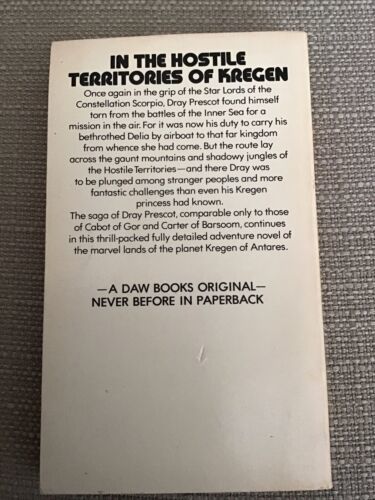 IN THE HOSTILE
TERRITORIES OF KREGEN
Once again in the grip of the Star Lords of the
Constellation Scorpio, Dray Prescot found himself
torn from the battles of the Inner Sea for a
mission in the air. For it was now his duty to carry his
bethrothed Delia by airboat to that far kingdom
from whence she had come. But the route lay
across the gaunt mountains and shadowy jungles of
the Hostile Territories—and there Dray was
to be plunged among stranger peoples and more
fantastic challenges than even his Kregen
princess had known.
The saga of Dray Prescot, comparable only to those
of Cabot of Gor and Carter of Barsoom, continues
in this thrill-packed fully detailed adventure novel of
the marvel lands of the planet Kregen of Antares.
—A DAW BOOKS ORIGINAL—
NEVER BEFORE IN PAPERBACK